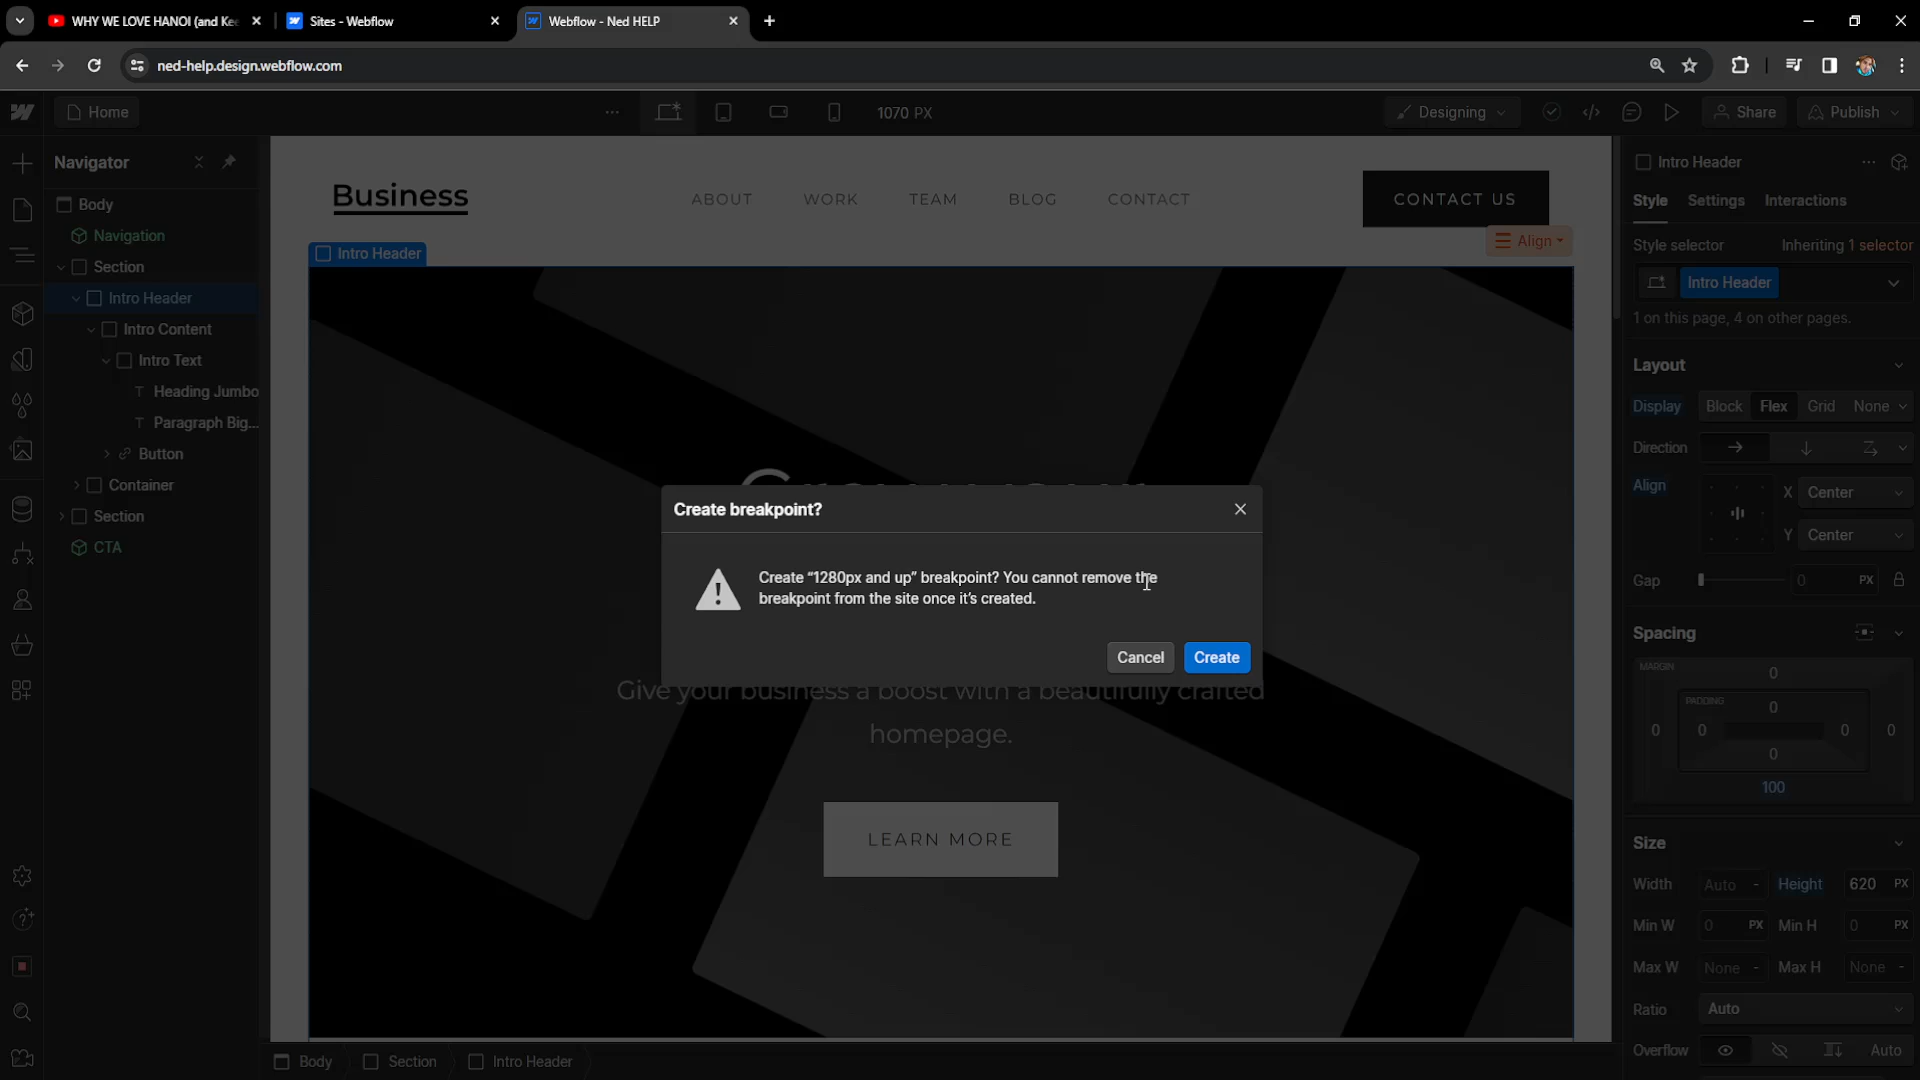 WHY WE LOVE HANOI (and Ke
Sites - Webflow
Webflow - Ned HELP
ned-help.design.webflow.com
Home
1070 PX
Designing
Share
Publish
Navigator
Body
Navigation
Section
Intro Header
Intro Content
Intro Text
Heading Jumbo
Paragraph Big...
Button
Container
Section
CTA
Business
ABOUT
WORK
TEAM
BLOG
CONTACT
CONTACT US
Intro Header
Align
Create breakpoint?
Create “1280px and up” breakpoint? You cannot remove the
breakpoint from the site once it’s created.
Cancel
Create
Give your business a boost with a beautifully crafted
homepage.
LEARN MORE
Body
Section
Intro Header
Intro Header
Style
Settings
Interactions
Style selector
Inheriting 1 selector
Intro Header
1 on this page, 4 on other pages.
Layout
Display
Block
Flex
Grid
None
Direction
Align
X
Center
Y
Center
Gap
0
PX
Spacing
MARGIN
0
PADDING
0
0
0
0
0
0
100
Size
Width
Auto
-
Height
620
PX
Min W
0
PX
Min H
0
PX
Max W
None
-
Max H
None
-
Ratio
Auto
Overflow
Auto